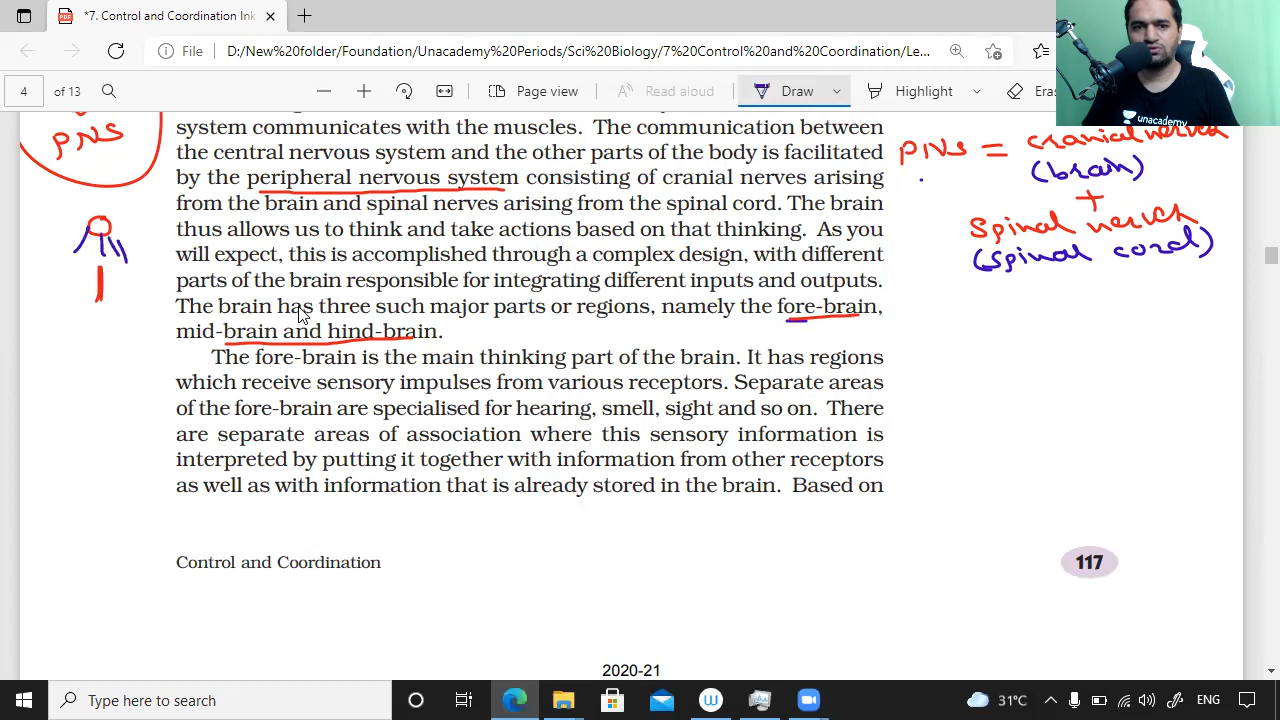 *7. Control and Coordination Ink
File
D:/New%20folder/Foundation/Unacademy%20Periods/Sci%20Biology/7%20Control%20and%20Coordination/Le...
4 of 13
Page view
Read aloud
Draw
Highlight
Eras
unacademy
PNS
system communicates with the muscles. The communication between
the central nervous system and the other parts of the body is facilitated
by the peripheral nervous system consisting of cranial nerves arising
from the brain and spinal nerves arising from the spinal cord. The brain
thus allows us to think and take actions based on that thinking. As you
will expect, this is accomplished through a complex design, with different
parts of the brain responsible for integrating different inputs and outputs.
The brain has three such major parts or regions, namely the fore-brain,
mid-brain and hind-brain.
The fore-brain is the main thinking part of the brain. It has regions
which receive sensory impulses from various receptors. Separate areas
of the fore-brain are specialised for hearing, smell, sight and so on. There
are separate areas of association where this sensory information is
interpreted by putting it together with information from other receptors
as well as with information that is already stored in the brain. Based on
PNS = cranial nerves
(brain)
+
Spinal nerves
(spinal cord)
Control and Coordination
117
2020-21
Type here to search
31°C
ENG